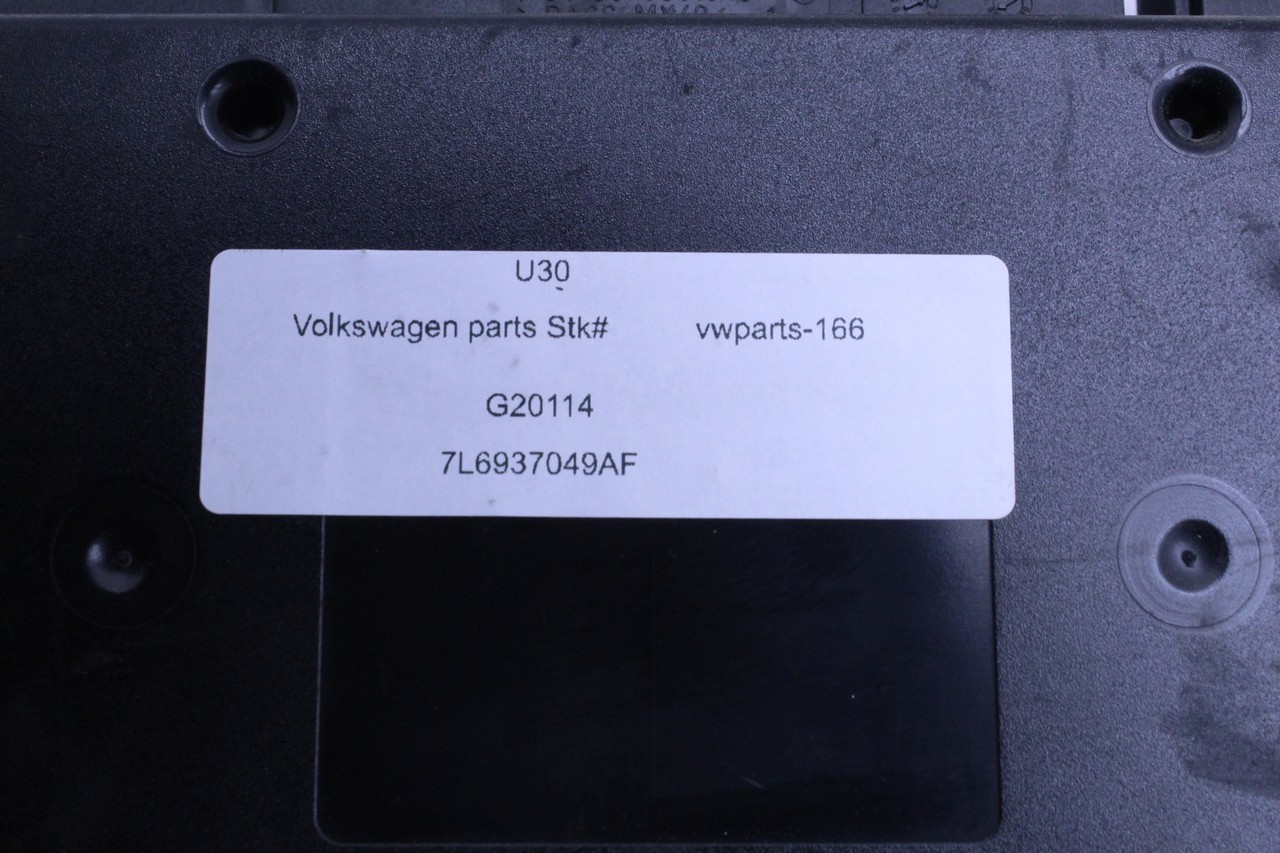 U30
Volkswagen parts Stk# vwparts-166
G20114
7L6937049AF